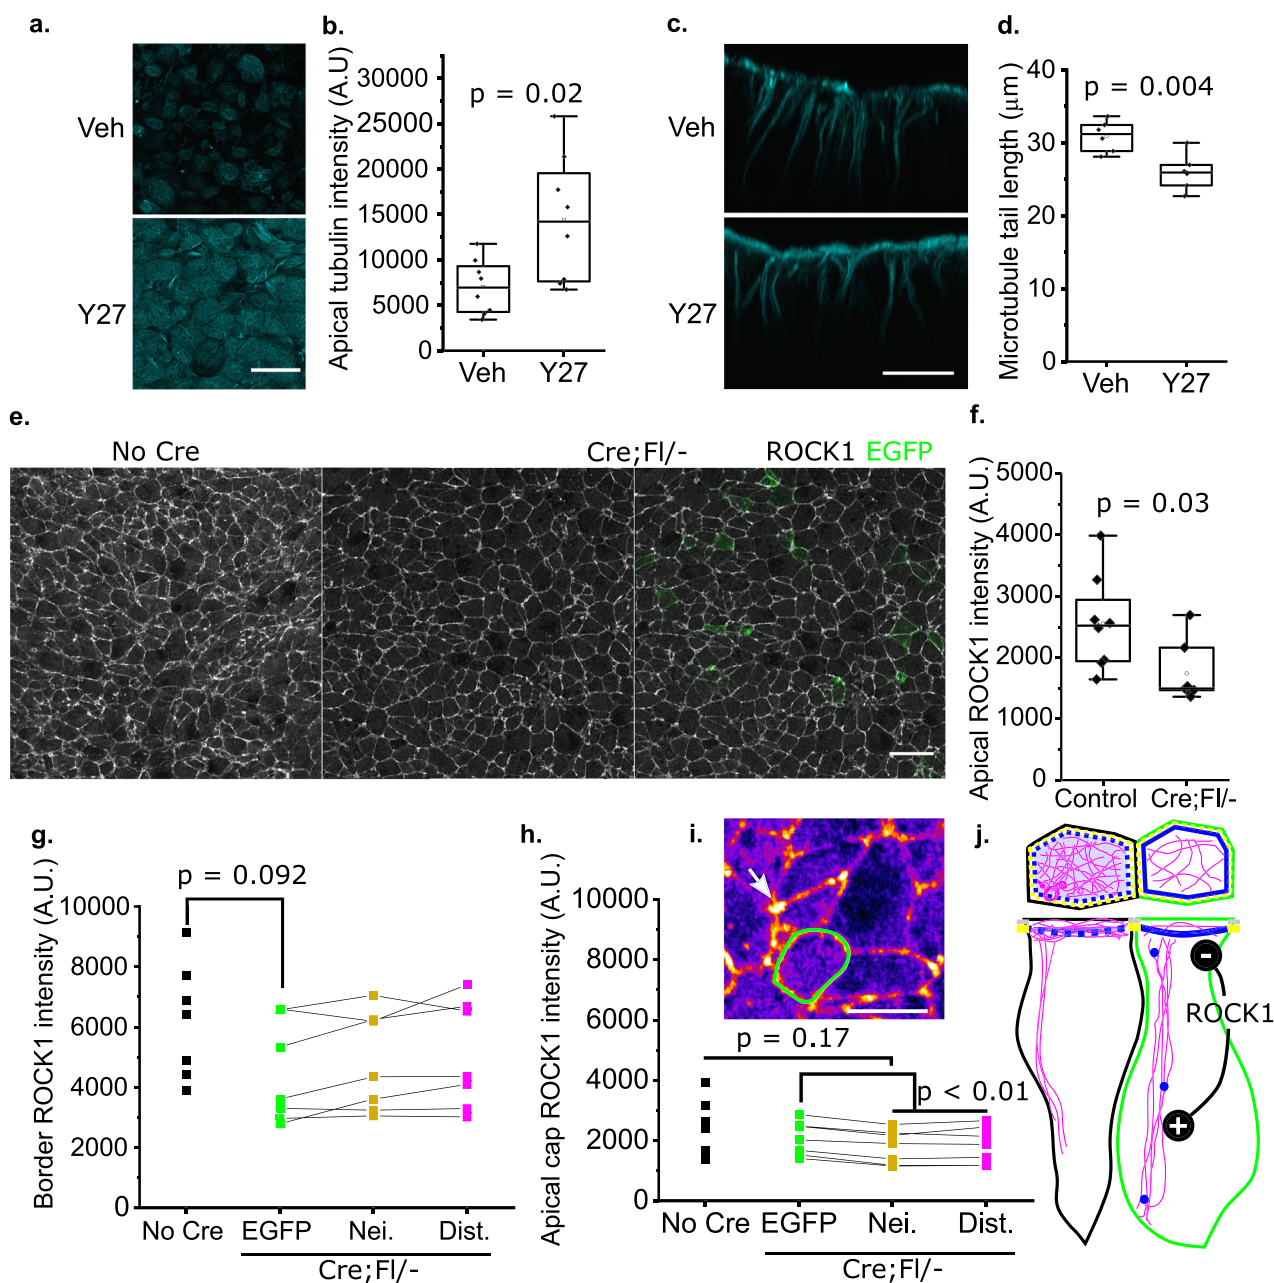 a.
Veh
Y27
b.
Apical tubulin intensity (A.U)
30000
25000
20000
15000
10000
5000
0
p = 0.02
Veh Y27
c.
Veh
Y27
d.
Microtubule tail length (μm)
40
30
20
10
0
p = 0.004
Veh Y27
e.
No Cre Cre;Fl/- ROCK1 EGFP
f.
Apical ROCK1 intensity (A.U.)
5000
4000
3000
2000
1000
0
p = 0.03
Control Cre;Fl/-
g.
Border ROCK1 intensity (A.U.)
10000
8000
6000
4000
2000
0
p = 0.092
No Cre EGFP Nei. Dist.
Cre;Fl/-
h.
Apical cap ROCK1 intensity (A.U.)
10000
8000
6000
4000
2000
0
p = 0.17
p < 0.01
No Cre EGFP Nei. Dist.
Cre;Fl/-
i.
j.
-
ROCK1
+